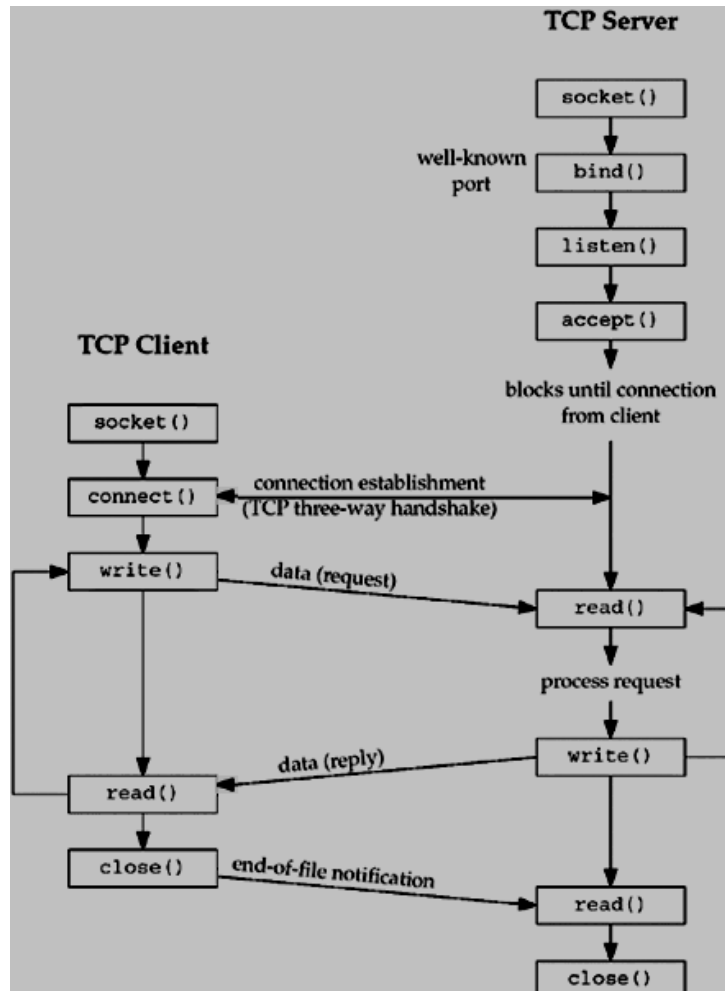 TCP Server
socket()
well-known
port
bind()
listen()
accept()
TCP Client
blocks until connection
from client
socket()
connect()
connection establishment
(TCP three-way handshake)
write()
data (request)
read()
process request
data (reply)
write()
read()
close()
end-of-file notification
read()
close()